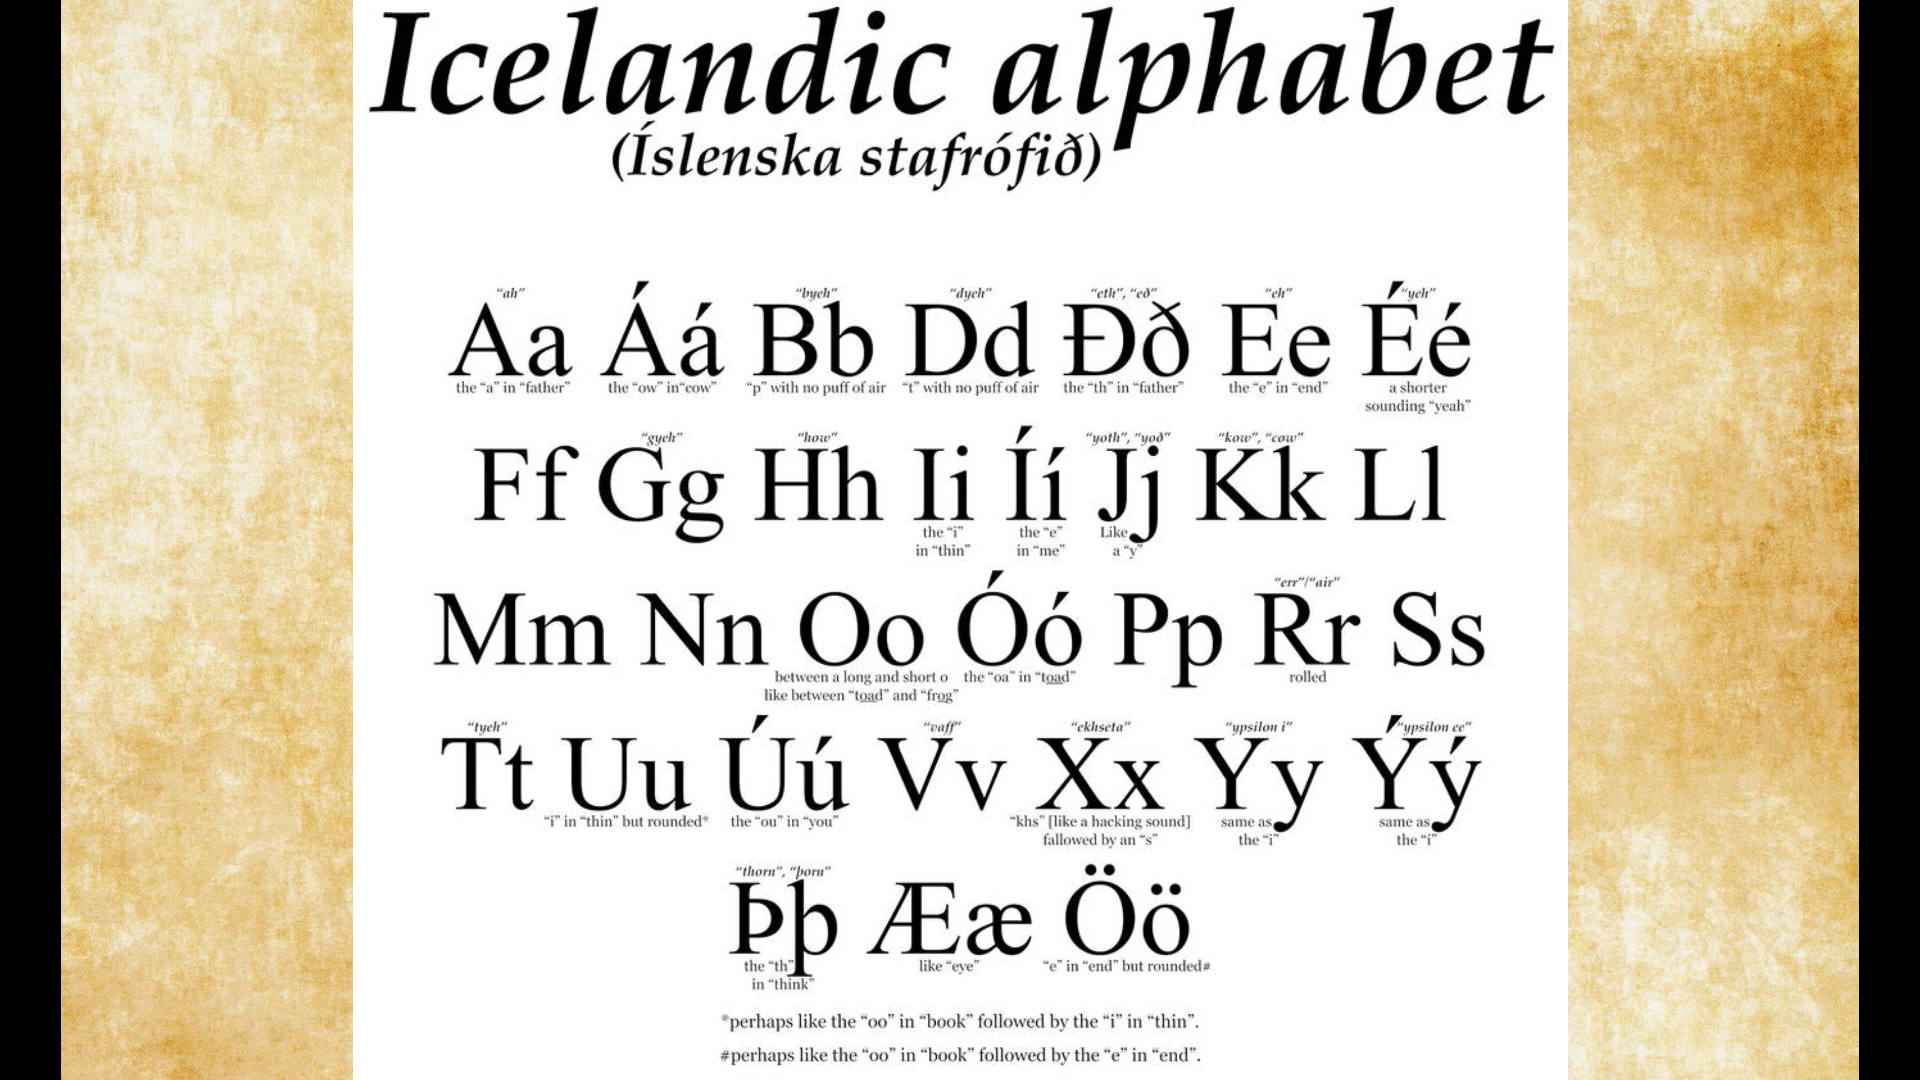 Icelandic alphabet
(Íslenska stafrófið)
“ah” “byeh” “dyeh” “eth”, “eð” “eh” “yeh”
Aa Áá Bb Dd Ðð Ee Éé
the “a” in “father” the “ow” in“cow” “p” with no puff of air “t” with no puff of air the “th” in “father” the “e” in “end” a shorter
sounding “yeah”
“gyeh” “how” “yoth”, “yoð” “kow”, “cow”
Ff Gg Hh Ii Íí Jj Kk Ll
the “i” the “e” Like
in “thin” in “me” a “y”
“err”/“air”
Mm Nn Oo Óó Pp Rr Ss
between a long and short o the “oa” in “toad” rolled
like between “toad” and “frog”
“tyeh” “vaff” “ekhseta” “ypsilon i” “ypsilon ee”
Tt Uu Úú Vv Xx Yy Ýý
“i” in “thin” but rounded* the “ou” in “you” “khs” [like a hacking sound] same as same as
fallowed by an “s” the “i” the “í”
“thorn”, “þorn”
Þþ Ææ Öö
the “th” like “eye” “e” in “end” but rounded#
in “think”
*perhaps like the “oo” in “book” followed by the “i” in “thin”.
#perhaps like the “oo” in “book” followed by the “e” in “end”.